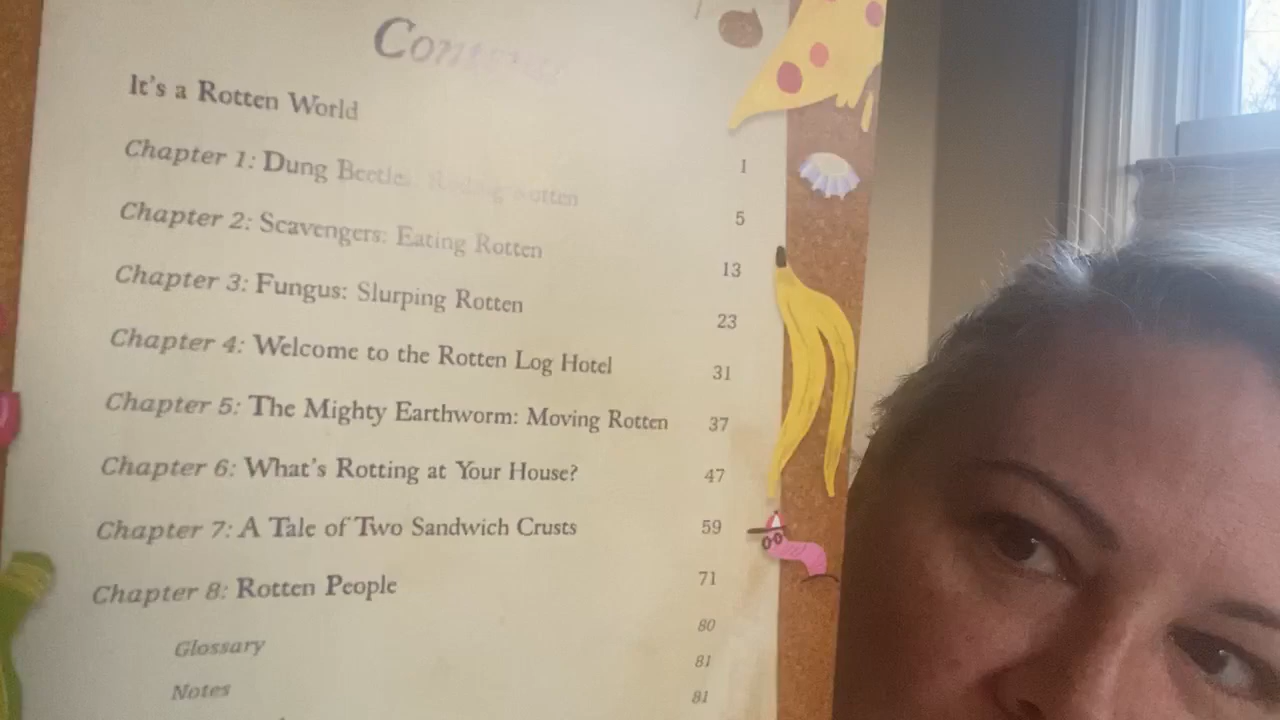 Contents
It's a Rotten World 1
Chapter 1: Dung Beetles: Rotten 5
Chapter 2: Scavengers: Eating Rotten 13
Chapter 3: Fungus: Slurping Rotten 23
Chapter 4: Welcome to the Rotten Log Hotel 31
Chapter 5: The Mighty Earthworm: Moving Rotten 37
Chapter 6: What's Rotting at Your House? 47
Chapter 7: A Tale of Two Sandwich Crusts 59
Chapter 8: Rotten People 71
Glossary 80
Notes 81
81